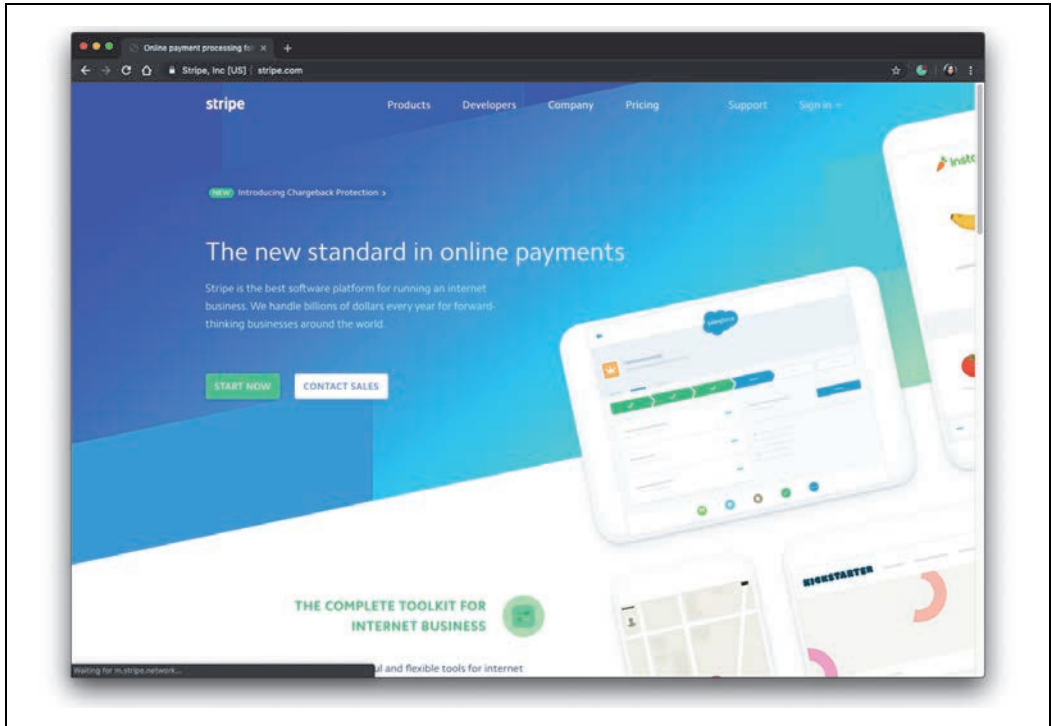 Online payment processing for
Stripe, Inc [US] | stripe.com
stripe
Products Developers Company Pricing Support Sign in
NEW Introducing Chargeback Protection >
The new standard in online payments
Stripe is the best software platform for running an internet
business. We handle billions of dollars every year for forward-
thinking businesses around the world.
START NOW CONTACT SALES
Insta
salesforce
KICKSTARTER
THE COMPLETE TOOLKIT FOR
INTERNET BUSINESS
ul and flexible tools for internet
Waiting for m.stripe.network...